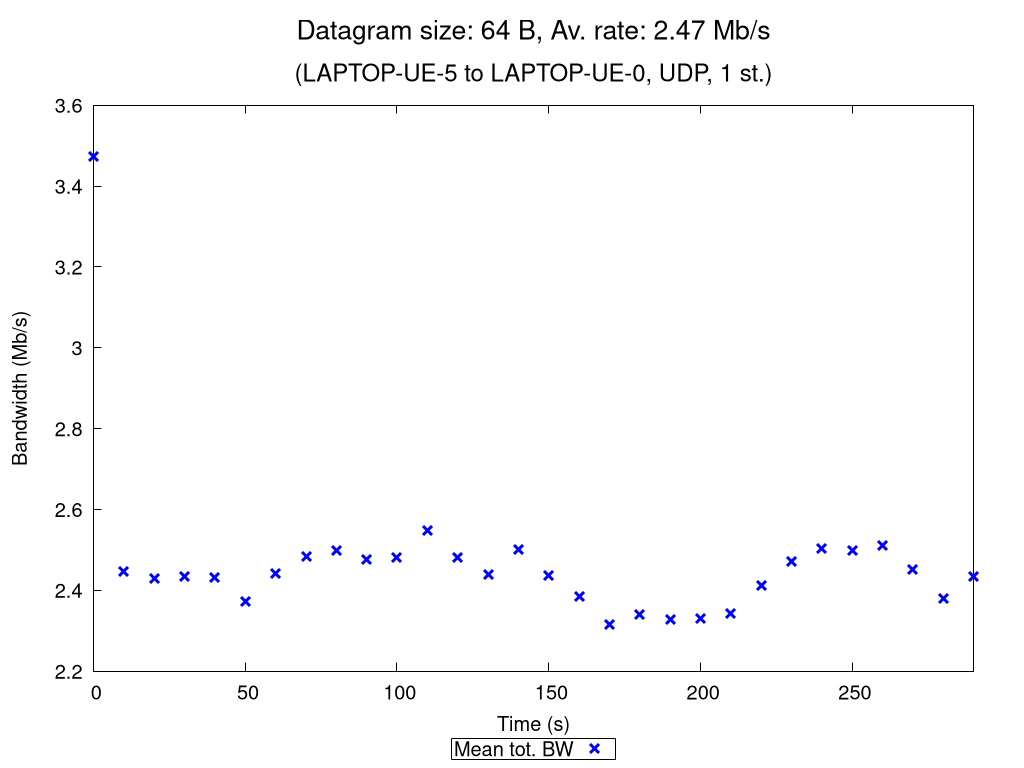 Datagram size: 64 B, Av. rate: 2.47 Mb/s
(LAPTOP-UE-5 to LAPTOP-UE-0, UDP, 1 st.)
3.6
3.4
3.2
3
2.8
2.6
2.4
2.2
Bandwidth (Mb/s)
0 50 100 150 200 250
Time (s)
Mean tot. BW